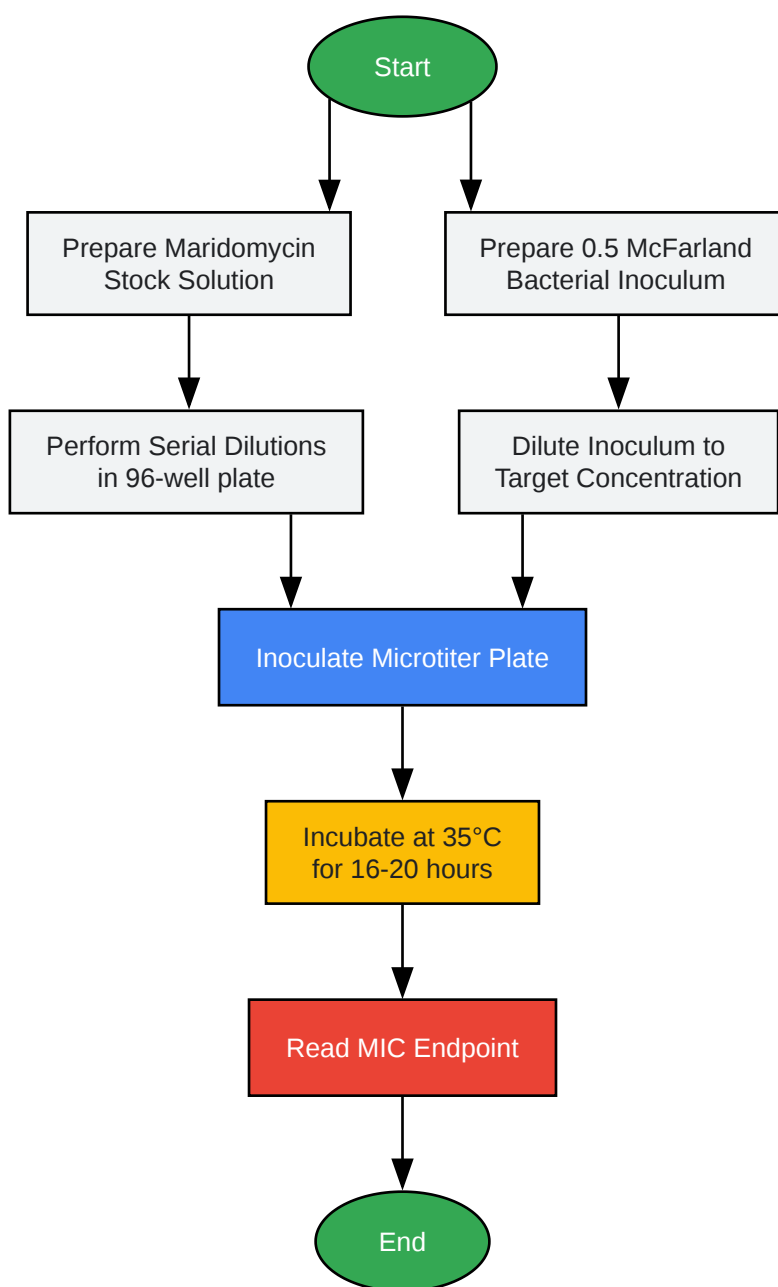 Start
Prepare Maridomycin
Stock Solution
Prepare 0.5 McFarland
Bacterial Inoculum
Perform Serial Dilutions
in 96-well plate
Dilute Inoculum to
Target Concentration
Inoculate Microtiter Plate
Incubate at 35°C
for 16-20 hours
Read MIC Endpoint
End